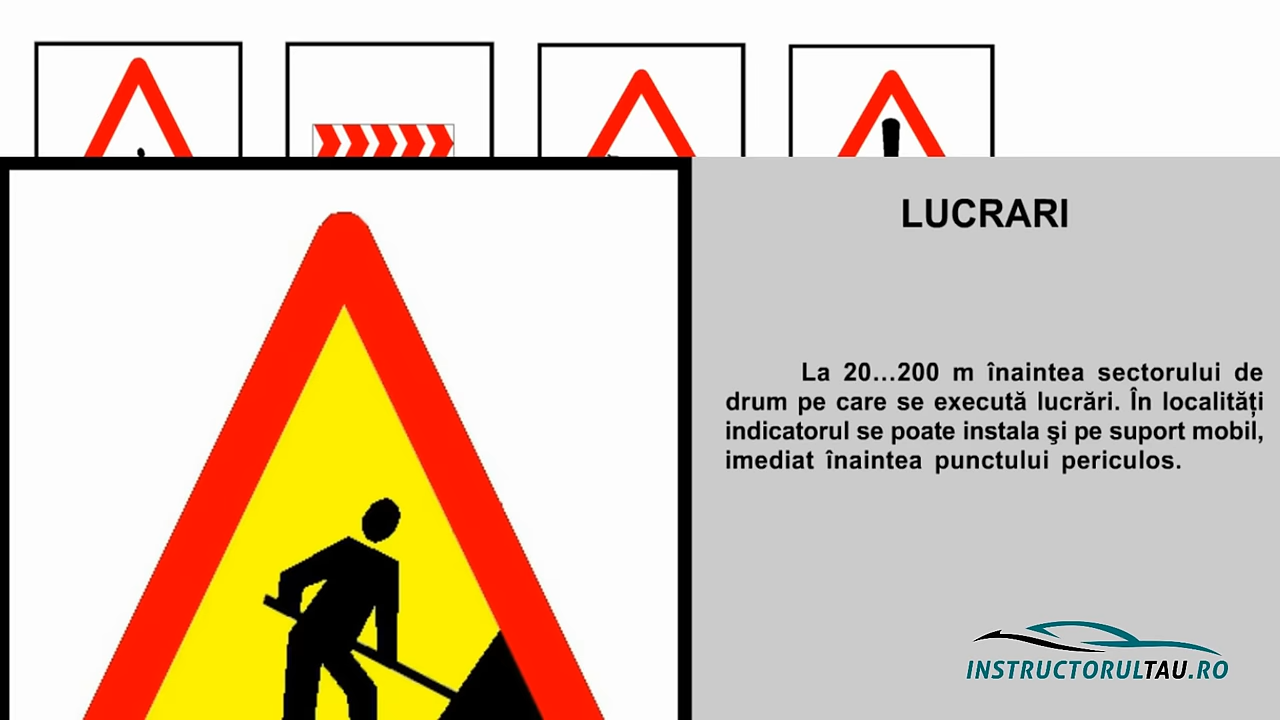 LUCRARI
La 20...200 m înaintea sectorului de
drum pe care se execută lucrări. În localităţi
indicatorul se poate instala şi pe suport mobil,
imediat înaintea punctului periculos.
INSTRUCTORULTAU.RO